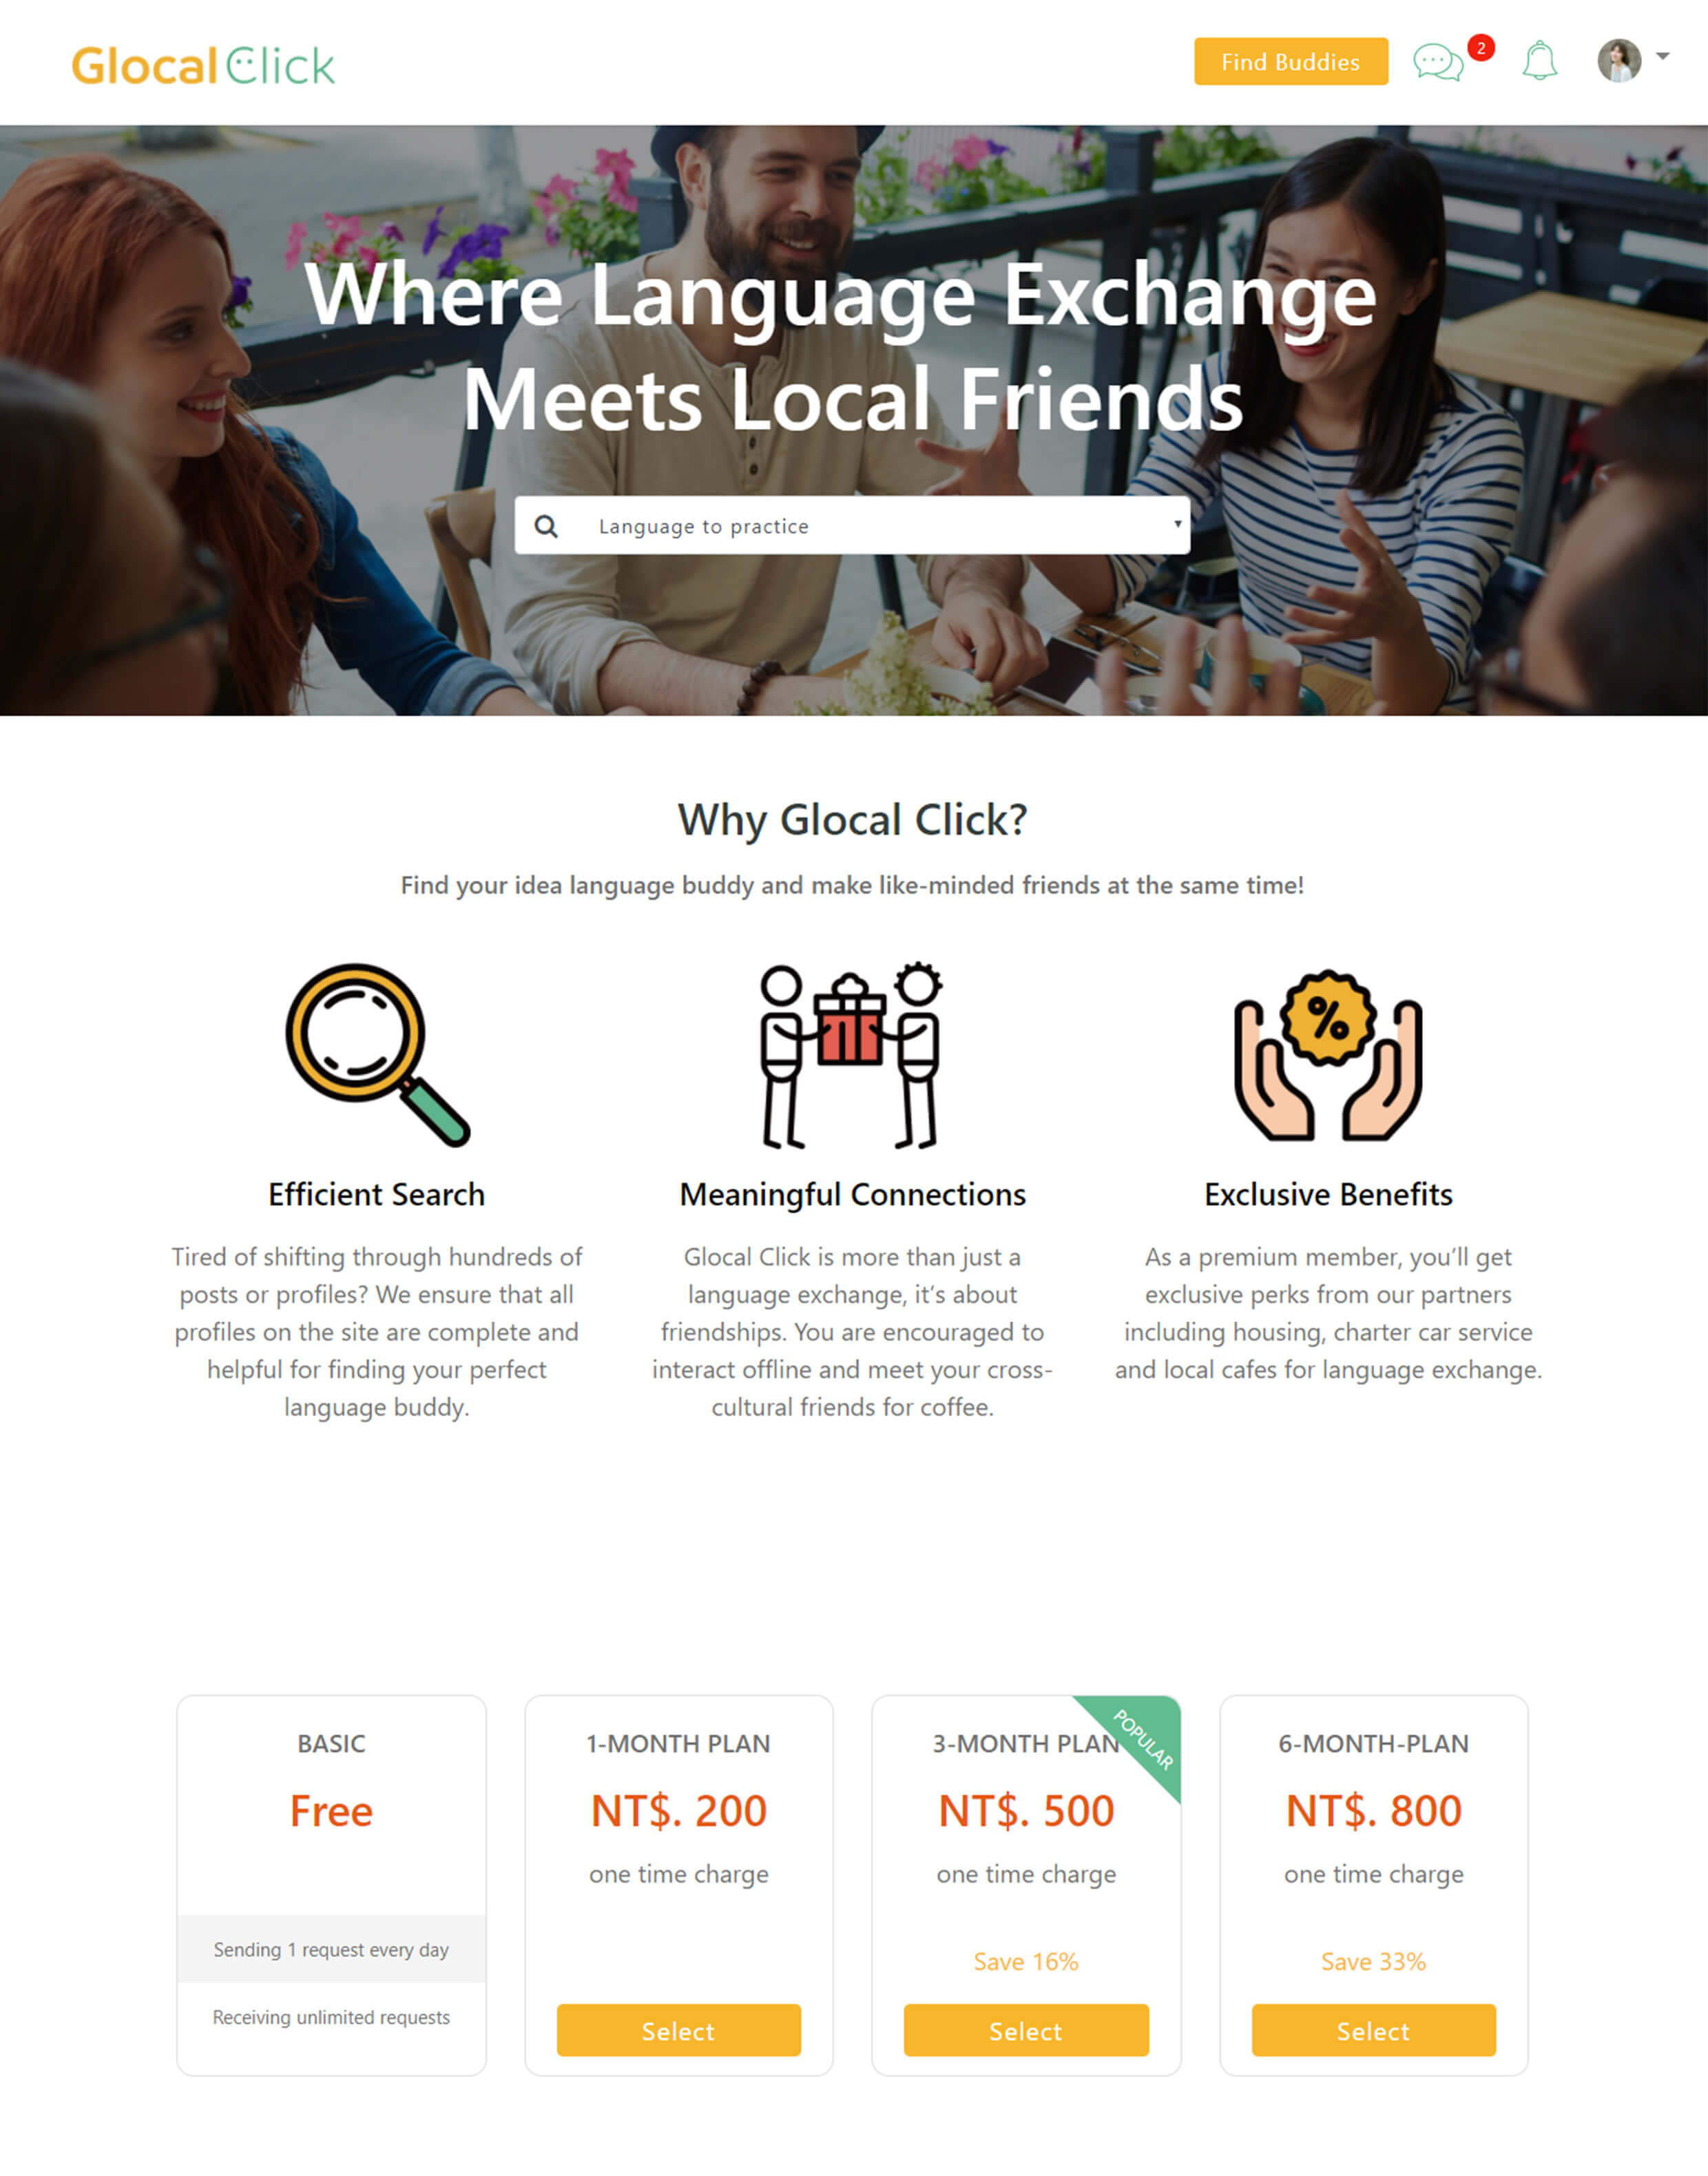 Glocal Click
Find Buddies
2
Where Language Exchange
Meets Local Friends
Language to practice
Why Glocal Click?
Find your idea language buddy and make like-minded friends at the same time!
Efficient Search
Tired of shifting through hundreds of
posts or profiles? We ensure that all
profiles on the site are complete and
helpful for finding your perfect
language buddy.
Meaningful Connections
Glocal Click is more than just a
language exchange, it’s about
friendships. You are encouraged to
interact offline and meet your cross-
cultural friends for coffee.
%
Exclusive Benefits
As a premium member, you’ll get
exclusive perks from our partners
including housing, charter car service
and local cafes for language exchange.
BASIC
Free
Sending 1 request every day
Receiving unlimited requests
1-MONTH PLAN
NT$. 200
one time charge
Select
3-MONTH PLAN
POPULAR
NT$. 500
one time charge
Save 16%
Select
6-MONTH-PLAN
NT$. 800
one time charge
Save 33%
Select